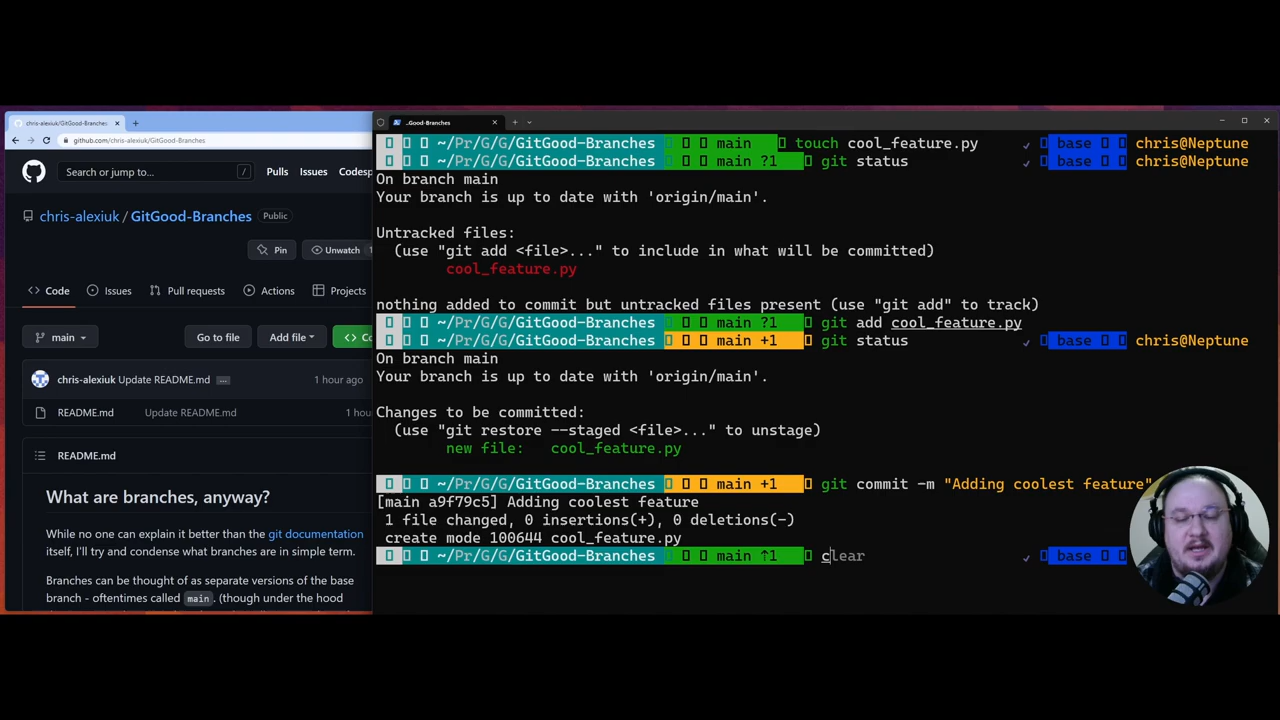 chris-alexiuk/GitGood-Branches
github.com/chris-alexiuk/GitGood-Branches
Search or jump to...
/
Pulls
Issues
Codesp
chris-alexiuk / GitGood-Branches
Public
Pin
Unwatch
1
Code
Issues
Pull requests
Actions
Projects
main
Go to file
Add file
Co
chris-alexiuk Update README.md ...
1 hour ago
README.md
Update README.md
1 hou
README.md
What are branches, anyway?
While no one can explain it better than the git documentation
itself, I'll try and condense what branches are in simple term.
Branches can be thought of as separate versions of the base
branch - oftentimes called main. (though under the hood
..Good-Branches
~/Pr/G/G/GitGood-Branches main touch cool_feature.py ✓ base chris@Neptune
~/Pr/G/G/GitGood-Branches main ?1 git status ✓ base chris@Neptune
On branch main
Your branch is up to date with 'origin/main'.
Untracked files:
(use "git add <file>..." to include in what will be committed)
cool_feature.py
nothing added to commit but untracked files present (use "git add" to track)
~/Pr/G/G/GitGood-Branches main ?1 git add cool_feature.py
~/Pr/G/G/GitGood-Branches main +1 git status ✓ base chris@Neptune
On branch main
Your branch is up to date with 'origin/main'.
Changes to be committed:
(use "git restore --staged <file>..." to unstage)
new file: cool_feature.py
~/Pr/G/G/GitGood-Branches main +1 git commit -m "Adding coolest feature"
[main a9f79c5] Adding coolest feature
1 file changed, 0 insertions(+), 0 deletions(-)
create mode 100644 cool_feature.py
~/Pr/G/G/GitGood-Branches main ↑1 clear ✓ base